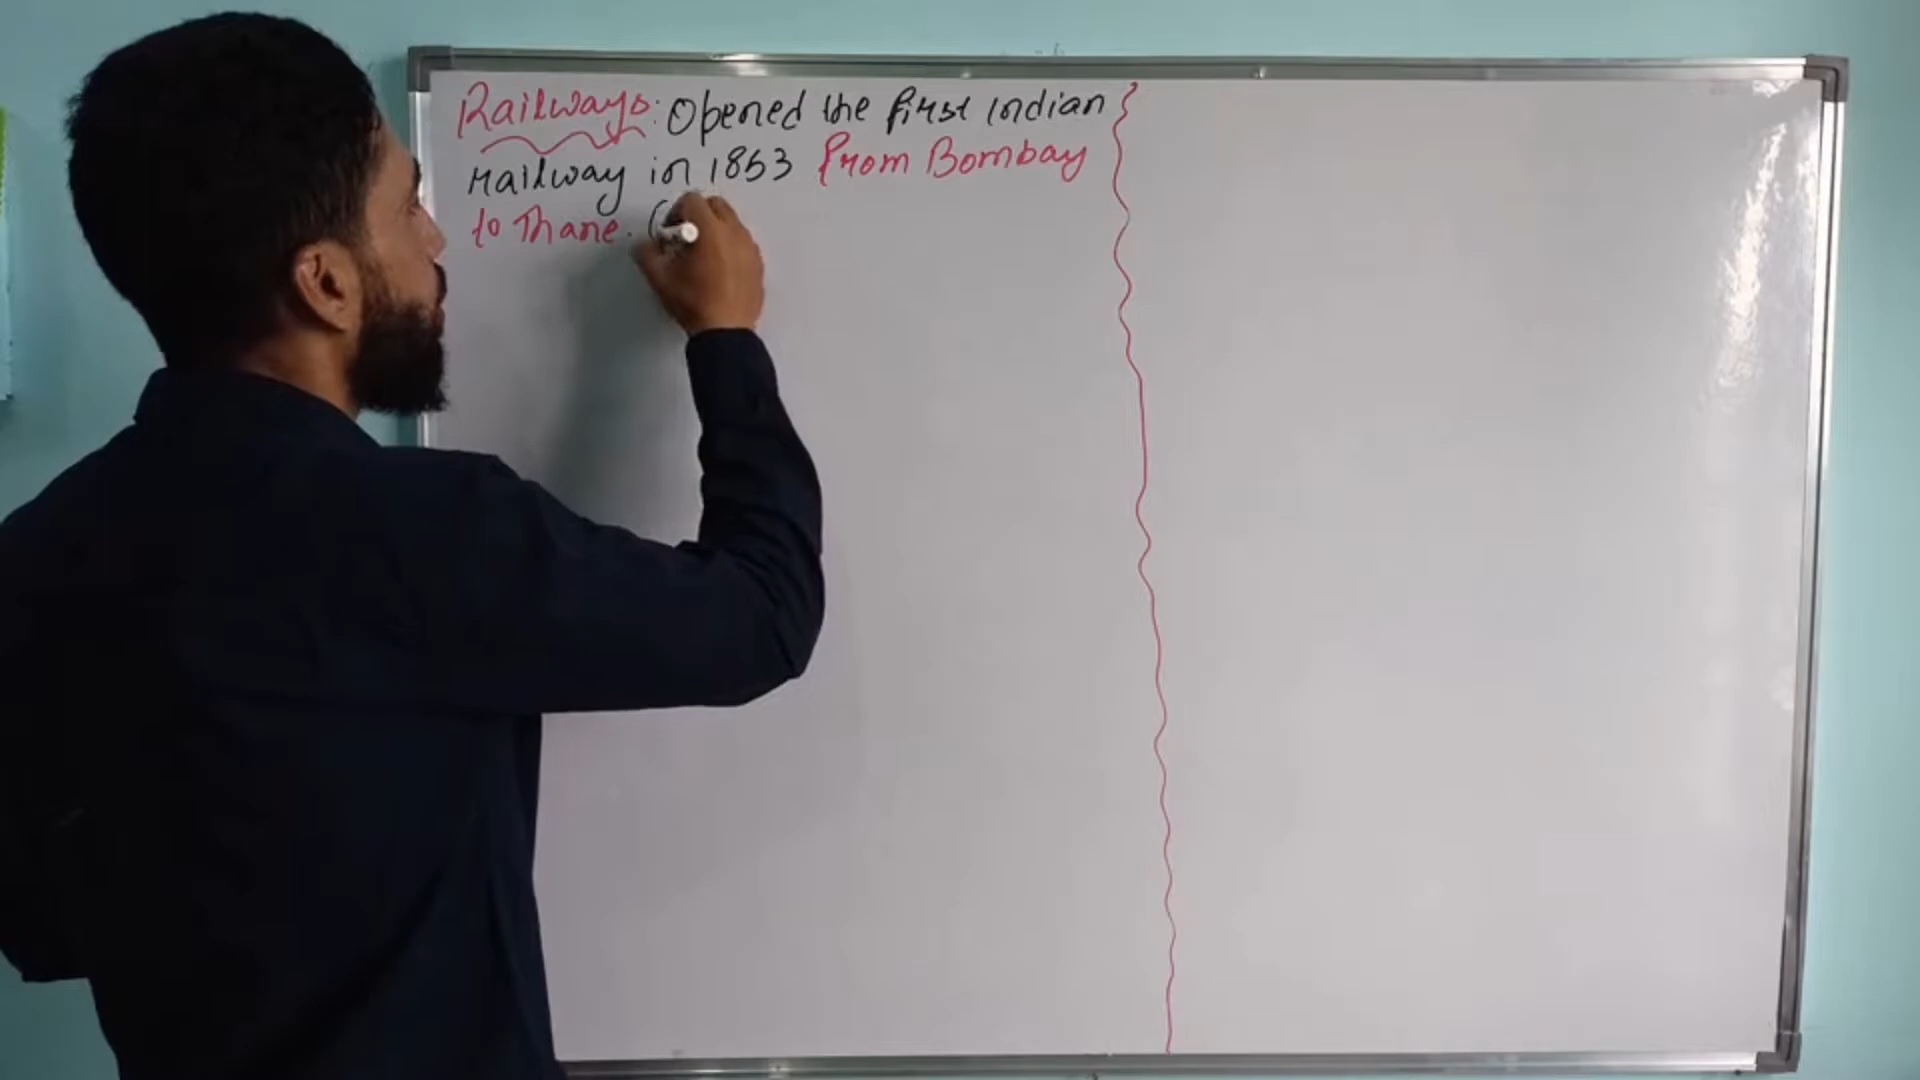 Railways: Opened the first Indian
railway in 1853 from Bombay
to Thane. (